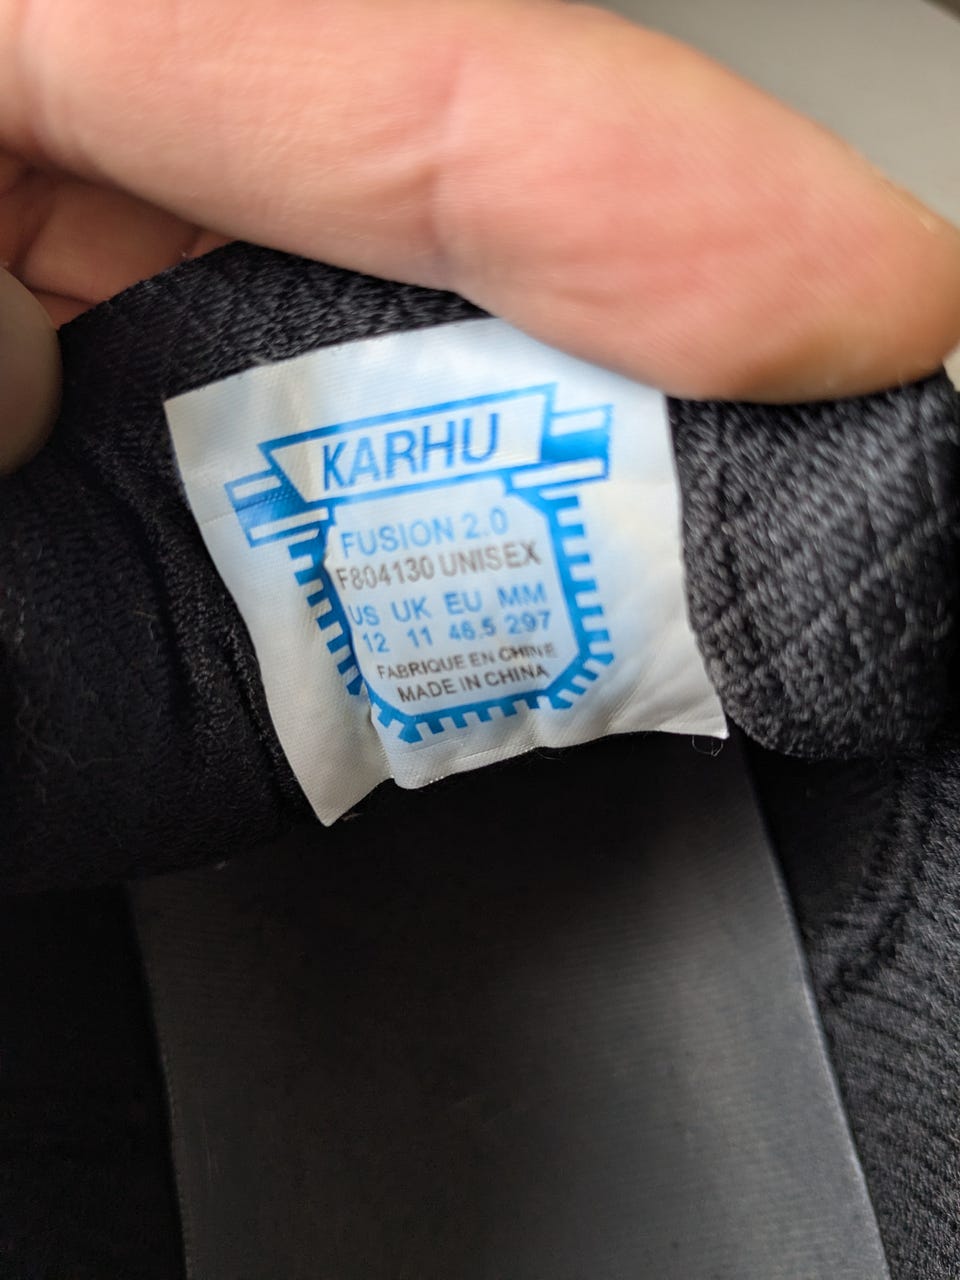 KARHU
FUSION 2.0
F804130 UNISEX
US UK EU MM
12 11 46.5 297
FABRIQUE EN CHINE
MADE IN CHINA